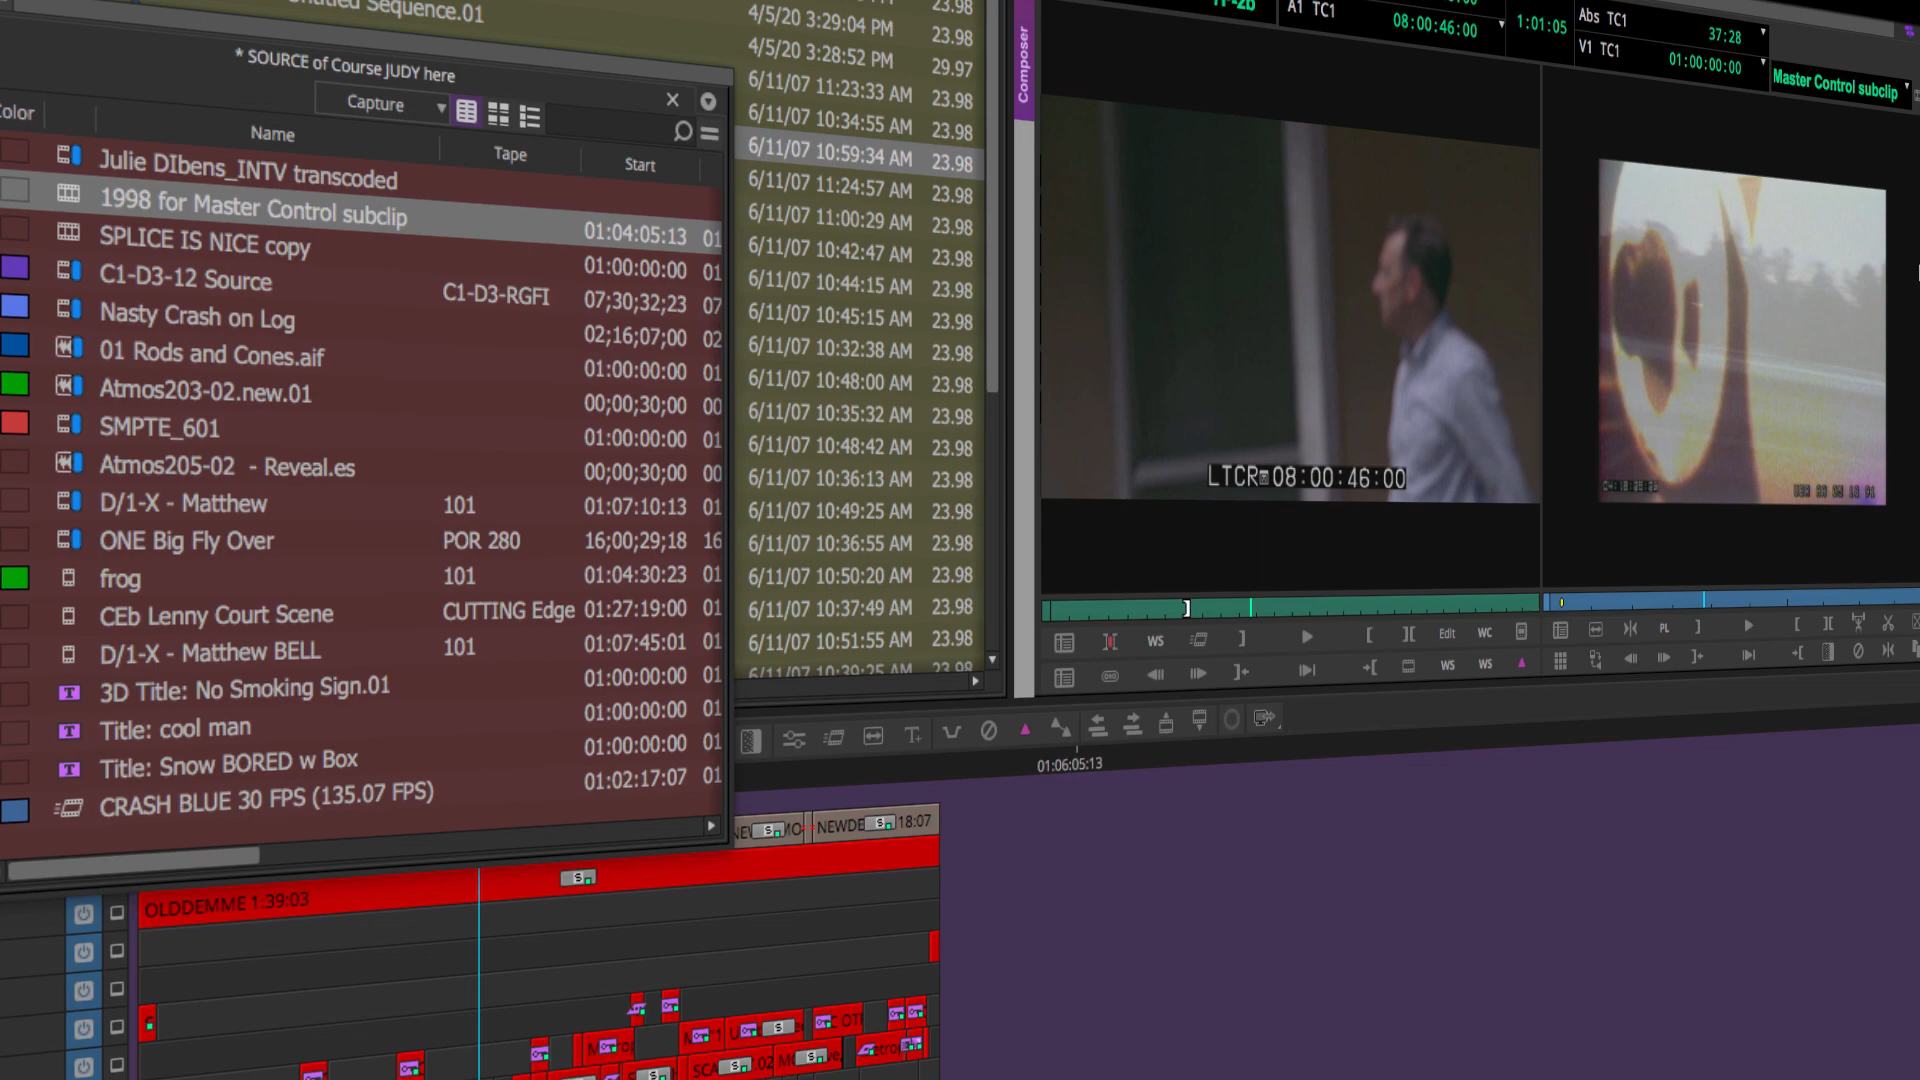 Untitled Sequence.01
* SOURCE of Course JUDY here
Capture
Color
Name
Tape
Start
Julie DIbens_INTV transcoded
1998 for Master Control subclip 01:04:05:13 01
SPLICE IS NICE copy 01:00:00:00 01
C1-D3-12 Source C1-D3-RGFI 07;30;32;23 07
Nasty Crash on Log 02;16;07;00 02
01 Rods and Cones.aif 01:00:00:00 01
Atmos203-02.new.01 00;00;30;00 00
SMPTE_601 01:00:00:00 01
Atmos205-02 - Reveal.es 00;00;30;00 00
D/1-X - Matthew 101 01:07:10:13 01
ONE Big Fly Over POR 280 16;00;29;18 16
frog 101 01:04:30:23 01
CEb Lenny Court Scene CUTTING Edge 01:27:19:00 01
D/1-X - Matthew BELL 101 01:07:45:01 01
3D Title: No Smoking Sign.01 01:00:00:00 01
Title: cool man 01:00:00:00 01
Title: Snow BORED w Box 01:00:00:00 01
CRASH BLUE 30 FPS (135.07 FPS) 01:02:17:07 01
23.98
4/5/20 3:29:04 PM 23.98
4/5/20 3:28:52 PM 29.97
6/11/07 11:23:33 AM 23.98
6/11/07 10:34:55 AM 23.98
6/11/07 10:59:34 AM 23.98
6/11/07 11:24:57 AM 23.98
6/11/07 11:00:29 AM 23.98
6/11/07 10:42:47 AM 23.98
6/11/07 10:44:15 AM 23.98
6/11/07 10:45:15 AM 23.98
6/11/07 10:32:38 AM 23.98
6/11/07 10:48:00 AM 23.98
6/11/07 10:35:32 AM 23.98
6/11/07 10:48:42 AM 23.98
6/11/07 10:36:13 AM 23.98
6/11/07 10:49:25 AM 23.98
6/11/07 10:36:55 AM 23.98
6/11/07 10:50:20 AM 23.98
6/11/07 10:37:49 AM 23.98
6/11/07 10:51:55 AM 23.98
6/11/07 10:39:25 AM 23.98
Composer
A1 TC1 08:00:46:00
1:01:05
Abs TC1 37:28
V1 TC1 01:00:00:00
Master Control subclip
LTCR 08:00:46:00
WS
Edit
WC
PL
WS
WS
01:06:05:13
NEWDE 18:07
OLDDEMME 1:39:03